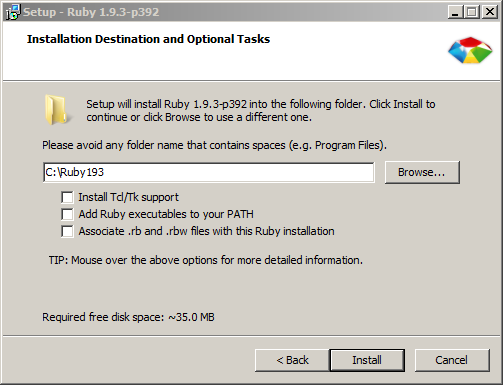 Setup - Ruby 1.9.3-p392
Installation Destination and Optional Tasks
Setup will install Ruby 1.9.3-p392 into the following folder. Click Install to
continue or click Browse to use a different one.
Please avoid any folder name that contains spaces (e.g. Program Files).
C:\Ruby193
Browse...
Install Tcl/Tk support
Add Ruby executables to your PATH
Associate .rb and .rbw files with this Ruby installation
TIP: Mouse over the above options for more detailed information.
Required free disk space: ~35.0 MB
< Back
Install
Cancel